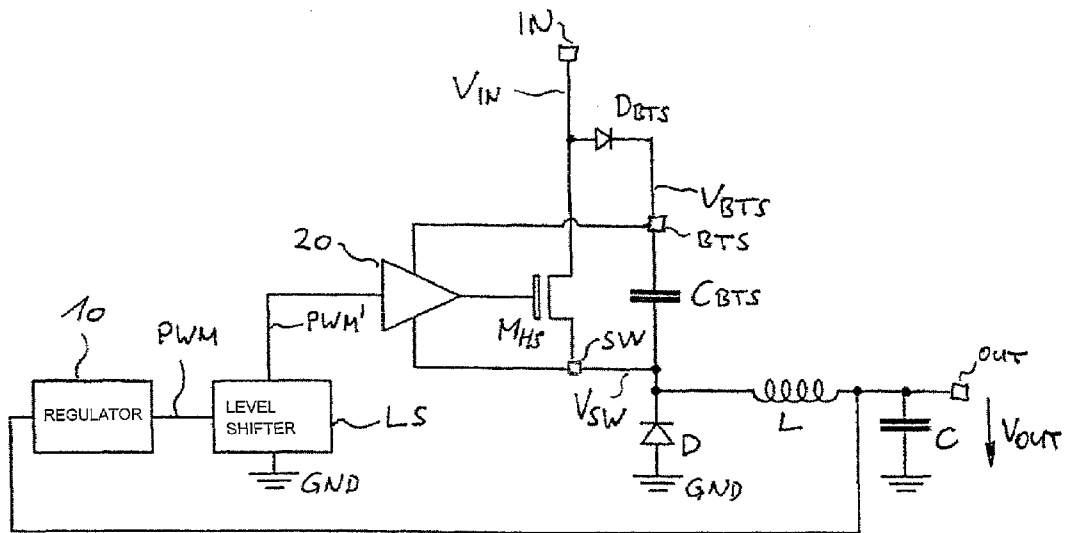 IN
VIN
DBTS
VBTS
BTS
20
CBTS
10
PWM
PWM'
MHS
SW
OUT
REGULATOR
LEVEL
SHIFTER
LS
VSW
D
L
C
VOUT
GND
GND